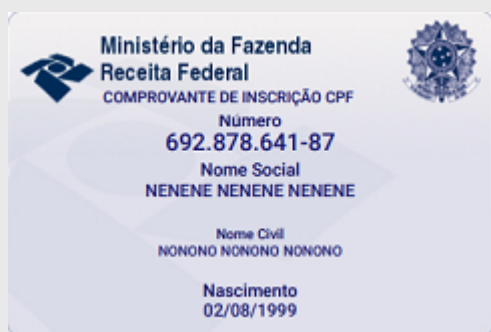 Ministério da Fazenda
Receita Federal
COMPROVANTE DE INSCRIÇÃO CPF
Número
692.878.641-87
Nome Social
NENENE NENENE NENENE
Nome Civil
NONONO NONONO NONONO
Nascimento
02/08/1999